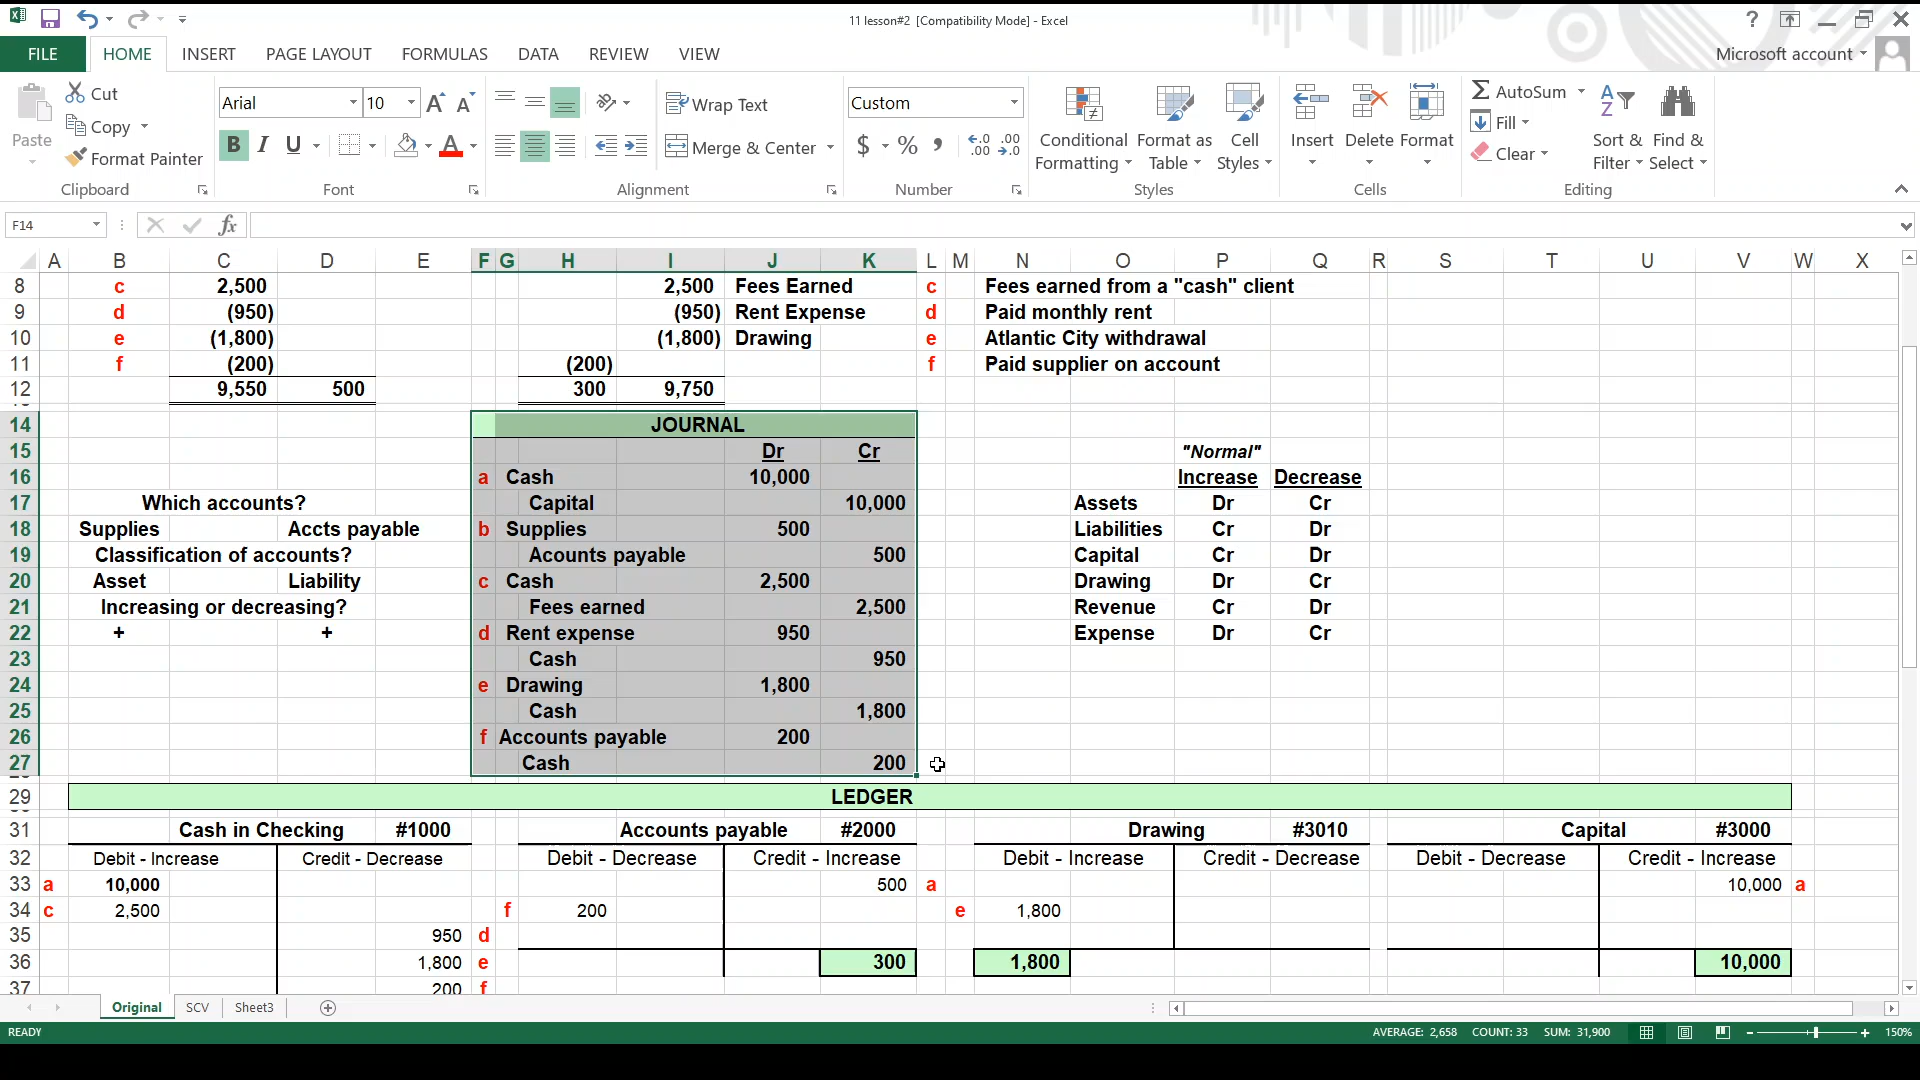 11 lesson#2 [Compatibility Mode] - Excel
FILE HOME INSERT PAGE LAYOUT FORMULAS DATA REVIEW VIEW Microsoft account
Paste Cut Copy Format Painter Clipboard
Arial 10 B I U Font
Wrap Text Merge & Center Alignment
Custom $ % Number
Conditional Formatting Format as Table Cell Styles Styles
Insert Delete Format Cells
AutoSum Fill Clear Sort & Filter Find & Select Editing
F14 fx
A B C D E F G H I J K L M N O P Q R S T U V W X
8 c 2,500 2,500 Fees Earned c Fees earned from a "cash" client
9 d (950) (950) Rent Expense d Paid monthly rent
10 e (1,800) (1,800) Drawing e Atlantic City withdrawal
11 f (200) (200) f Paid supplier on account
12 9,550 500 300 9,750
14 JOURNAL
15 Dr Cr "Normal"
16 a Cash 10,000 Increase Decrease
17 Which accounts? Capital 10,000 Assets Dr Cr
18 Supplies Accts payable b Supplies 500 Liabilities Cr Dr
19 Classification of accounts? Acounts payable 500 Capital Cr Dr
20 Asset Liability c Cash 2,500 Drawing Dr Cr
21 Increasing or decreasing? Fees earned 2,500 Revenue Cr Dr
22 + + d Rent expense 950 Expense Dr Cr
23 Cash 950
24 e Drawing 1,800
25 Cash 1,800
26 f Accounts payable 200
27 Cash 200
29 LEDGER
31 Cash in Checking #1000 Accounts payable #2000 Drawing #3010 Capital #3000
32 Debit - Increase Credit - Decrease Debit - Decrease Credit - Increase Debit - Increase Credit - Decrease Debit - Decrease Credit - Increase
33 a 10,000 500 a 10,000 a
34 c 2,500 f 200 e 1,800
35 950 d
36 1,800 e 300 1,800 10,000
37 200 f
Original SCV Sheet3
READY AVERAGE: 2,658 COUNT: 33 SUM: 31,900 150%